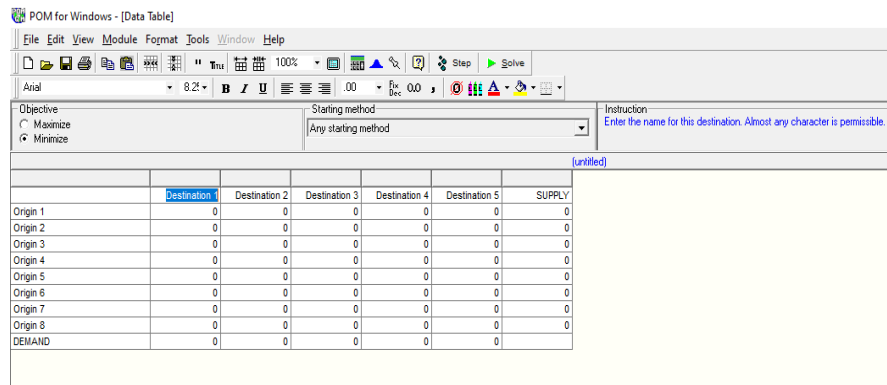 POM for Windows - [Data Table]
File Edit View Module Format Tools Window Help
" TITLE 100% Step Solve
Arial 8.2 B I U .00 Fix Dec 0.0 , 0 A
Objective Starting method Instruction
Maximize Any starting method Enter the name for this destination. Almost any character is permissible.
Minimize
(untitled)
Destination 1 Destination 2 Destination 3 Destination 4 Destination 5 SUPPLY
Origin 1 0 0 0 0 0 0
Origin 2 0 0 0 0 0 0
Origin 3 0 0 0 0 0 0
Origin 4 0 0 0 0 0 0
Origin 5 0 0 0 0 0 0
Origin 6 0 0 0 0 0 0
Origin 7 0 0 0 0 0 0
Origin 8 0 0 0 0 0 0
DEMAND 0 0 0 0 0